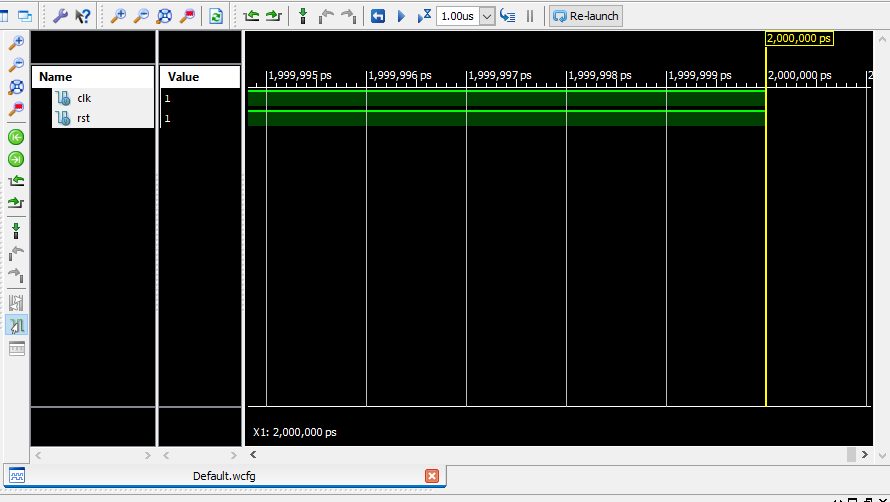 1.00us
Re-launch
2,000,000 ps
Name
Value
1,999,995 ps
1,999,996 ps
1,999,997 ps
1,999,998 ps
1,999,999 ps
2,000,000 ps
2
clk
1
rst
1
X1: 2,000,000 ps
Default.wcfg